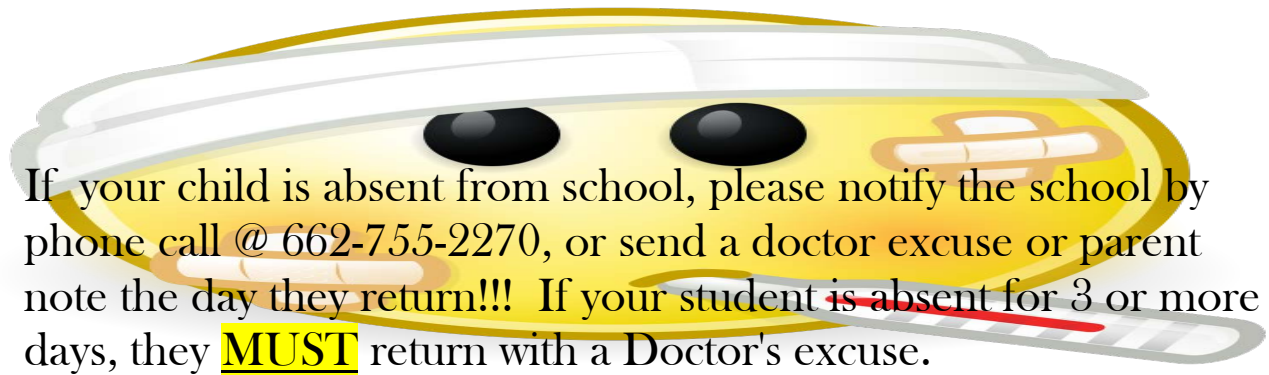 If  your child is absent from school, please notify the school by
phone call @ 662-755-2270, or send a doctor excuse or parent
note the day they return!!!  If your student is absent for 3 or more
days, they MUST return with a Doctor's excuse.